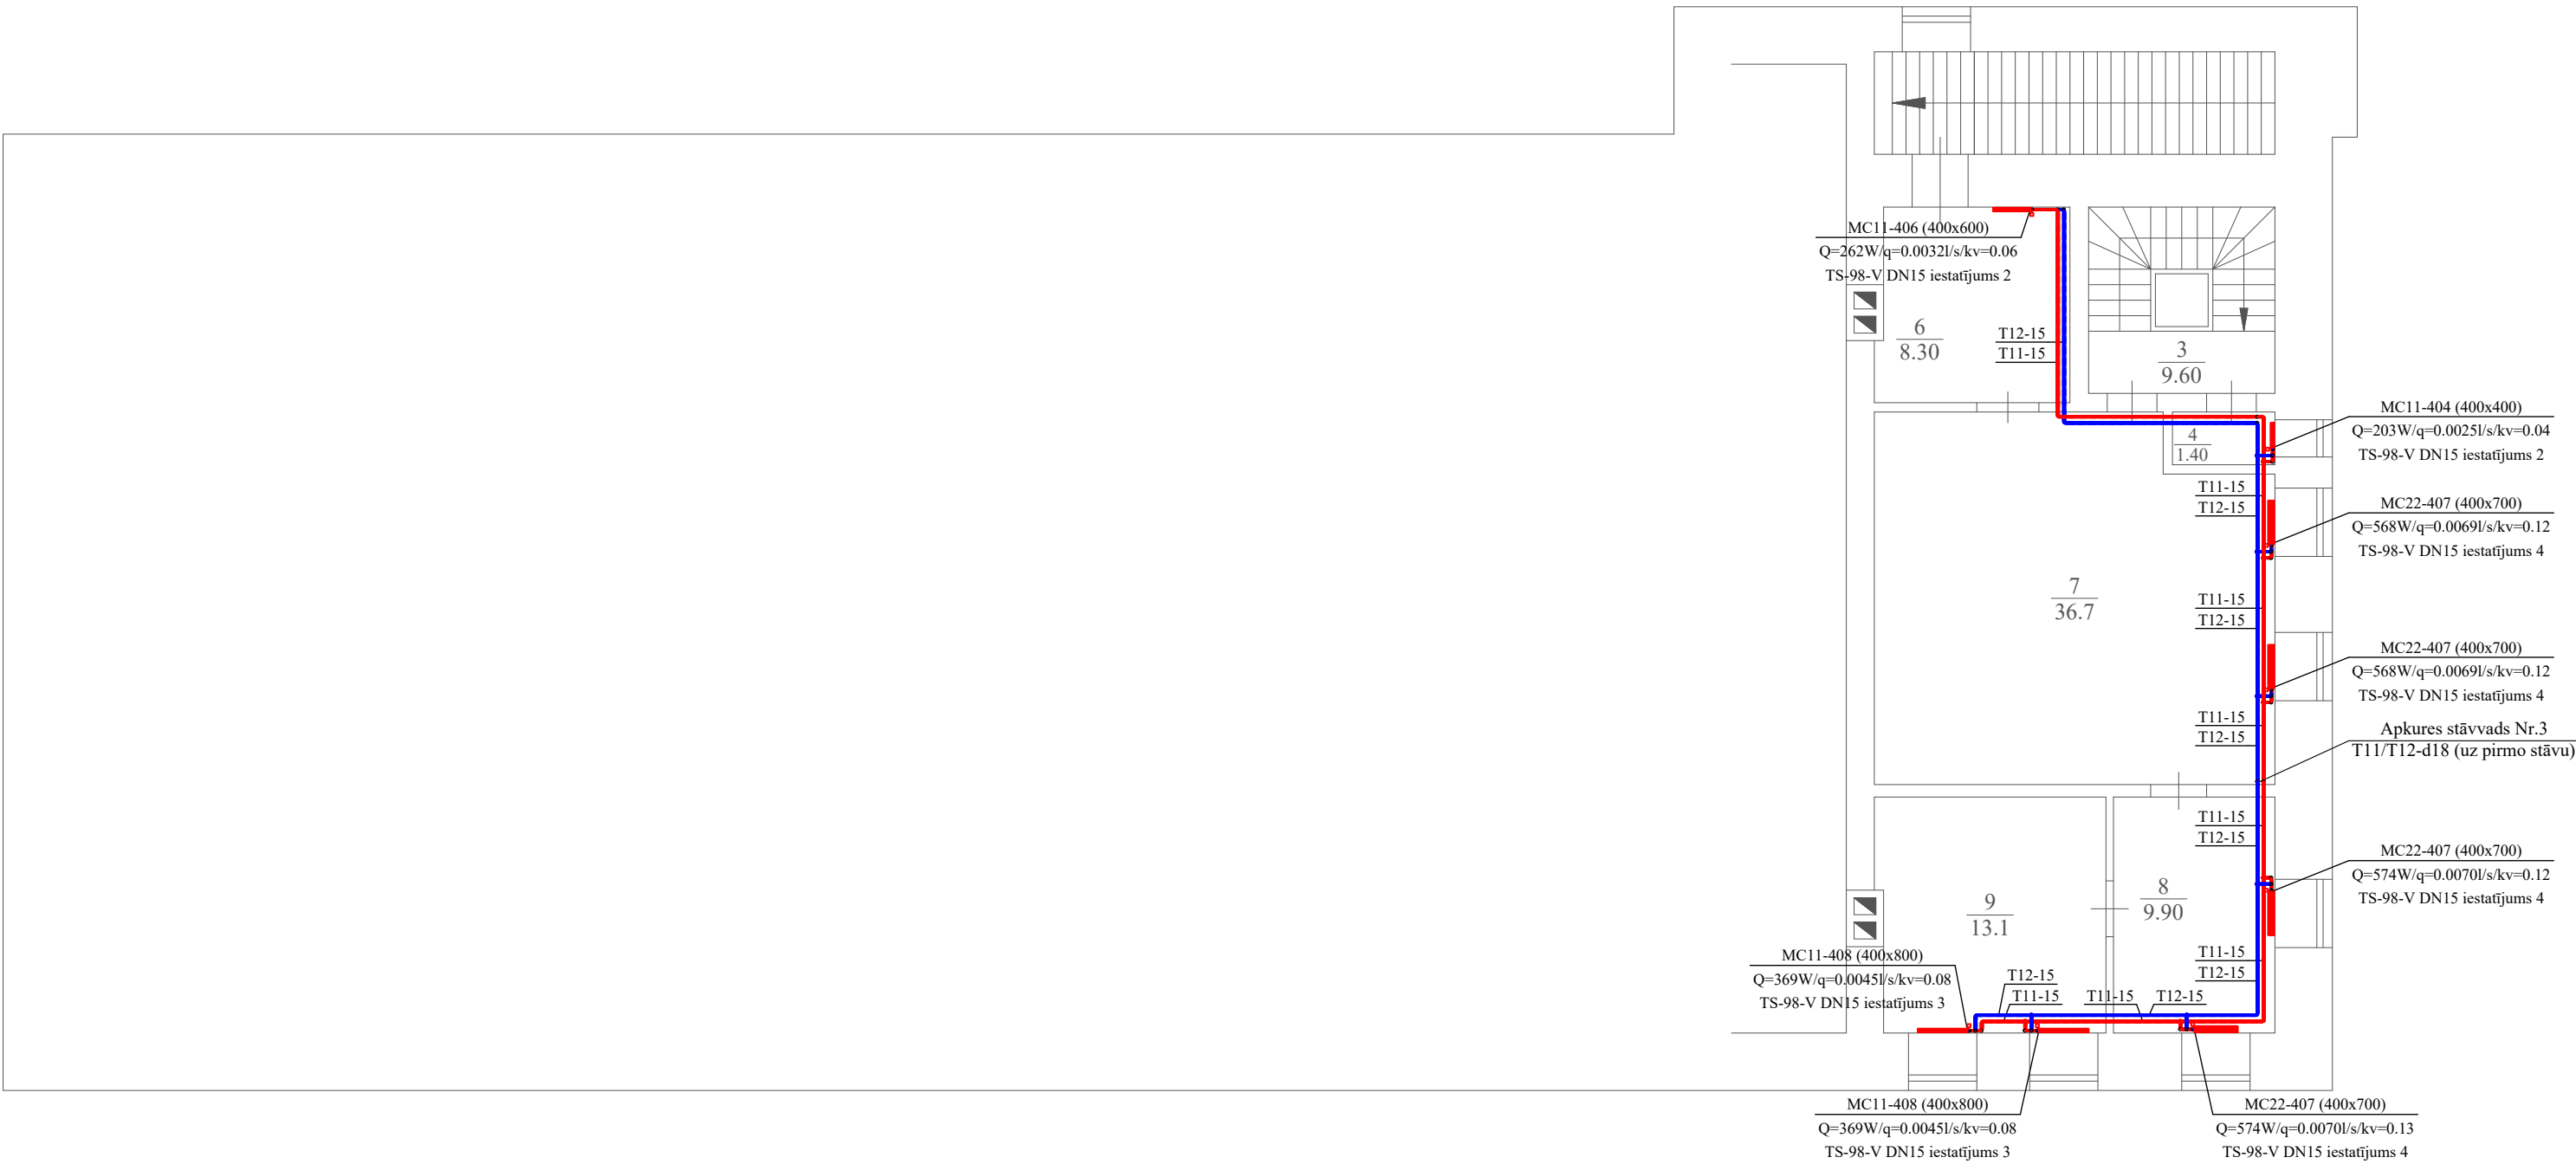 MC11-406 (400x600)
Q=262W/q=0.0032l/s/kv=0.06
TS-98-V DN15 iestatījums 2
6
8.30
T12-15
T11-15
3
9.60
4
1.40
MC11-404 (400x400)
Q=203W/q=0.0025l/s/kv=0.04
TS-98-V DN15 iestatījums 2
T11-15
T12-15
MC22-407 (400x700)
Q=568W/q=0.0069l/s/kv=0.12
TS-98-V DN15 iestatījums 4
7
36.7
T11-15
T12-15
MC22-407 (400x700)
Q=568W/q=0.0069l/s/kv=0.12
TS-98-V DN15 iestatījums 4
T11-15
T12-15
Apkures stāvvads Nr.3
T11/T12-d18 (uz pirmo stāvu)
T11-15
T12-15
MC22-407 (400x700)
Q=574W/q=0.0070l/s/kv=0.12
TS-98-V DN15 iestatījums 4
8
9.90
9
13.1
T11-15
T12-15
MC11-408 (400x800)
Q=369W/q=0.0045l/s/kv=0.08
TS-98-V DN15 iestatījums 3
T12-15
T11-15
T11-15
T12-15
MC11-408 (400x800)
Q=369W/q=0.0045l/s/kv=0.08
TS-98-V DN15 iestatījums 3
MC22-407 (400x700)
Q=574W/q=0.0070l/s/kv=0.13
TS-98-V DN15 iestatījums 4